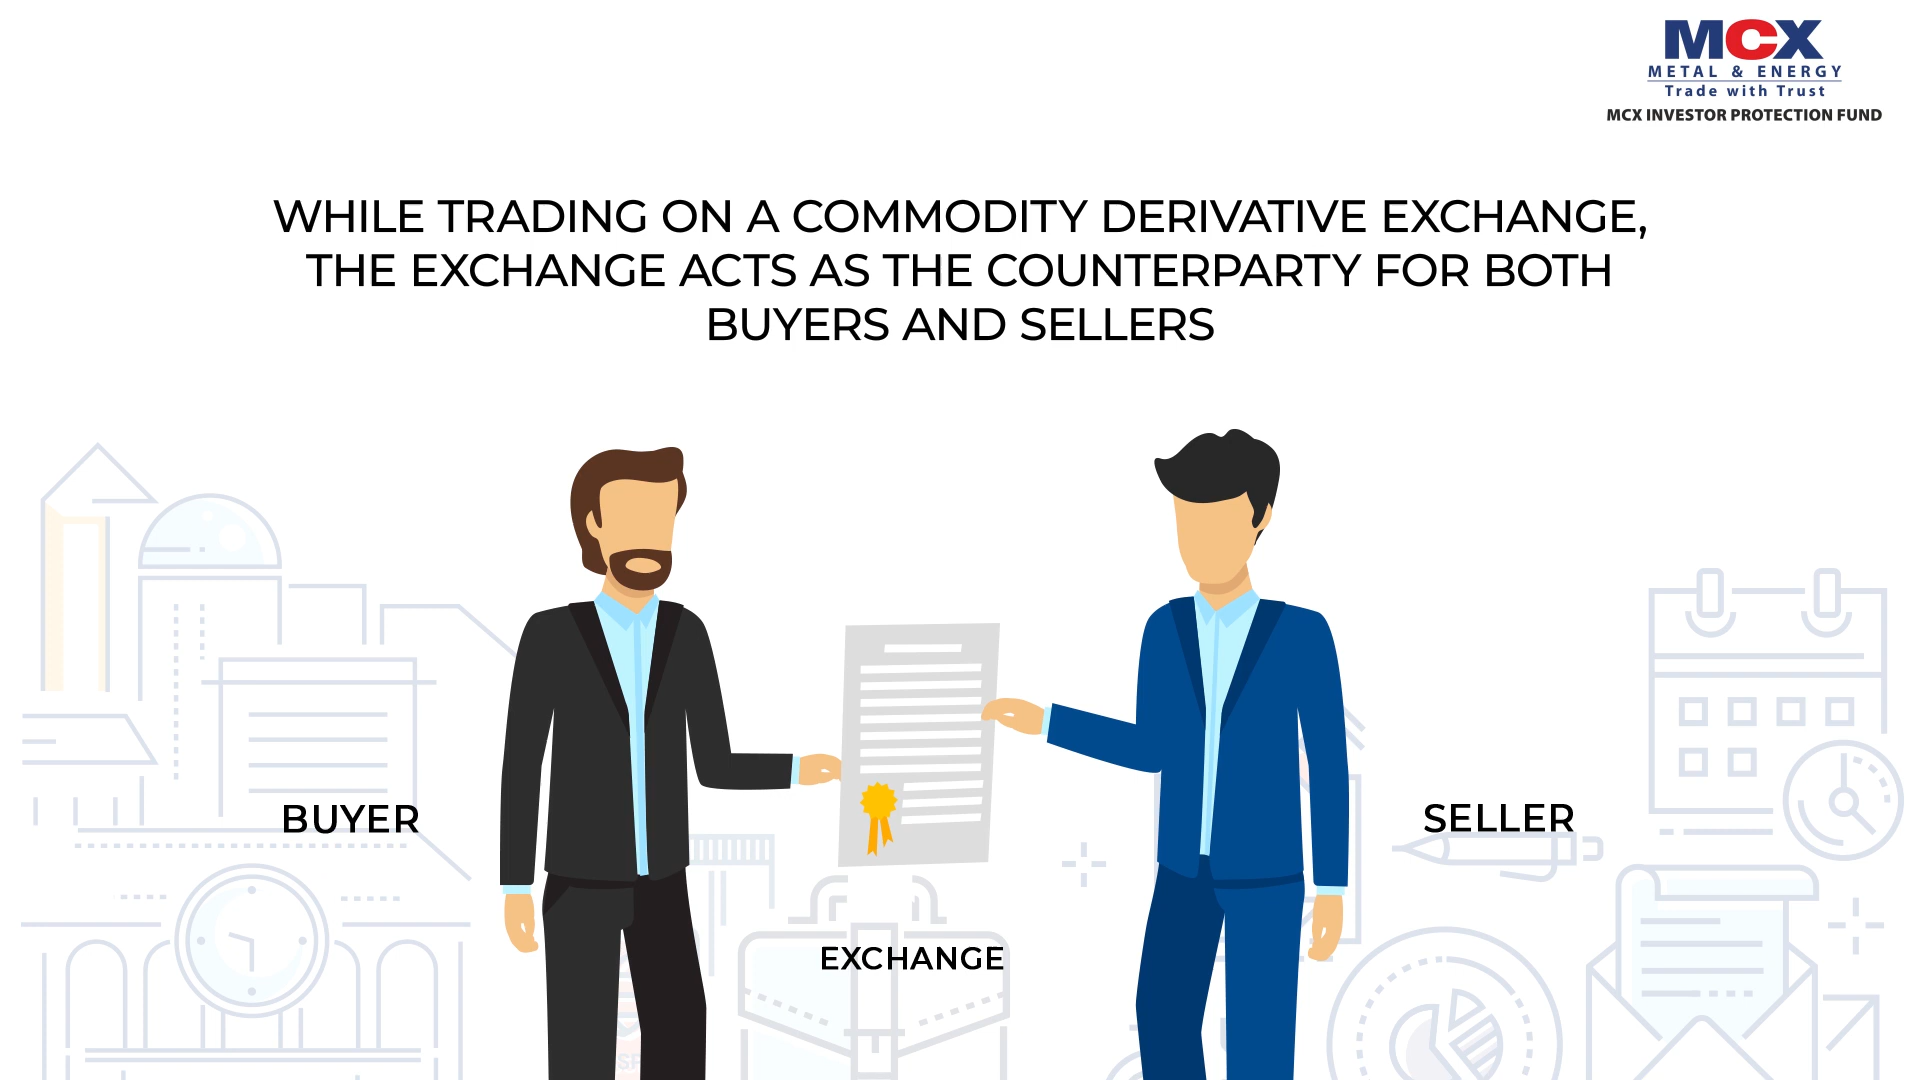 MCX
METAL & ENERGY
Trade with Trust
MCX INVESTOR PROTECTION FUND
WHILE TRADING ON A COMMODITY DERIVATIVE EXCHANGE,
THE EXCHANGE ACTS AS THE COUNTERPARTY FOR BOTH
BUYERS AND SELLERS
BUYER
SELLER
EXCHANGE